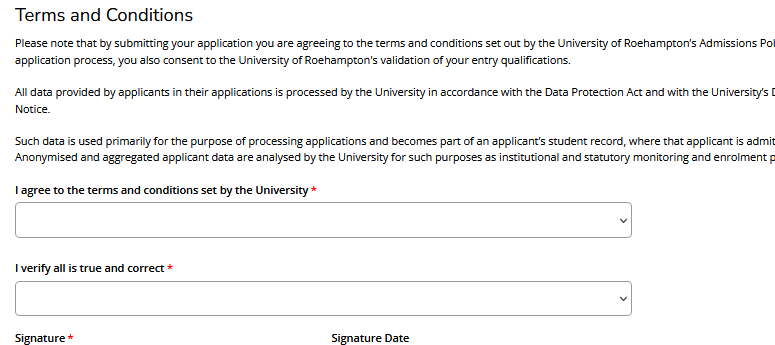 Terms and Conditions
Please note that by submitting your application you are agreeing to the terms and conditions set out by the University of Roehampton's Admissions
application process, you also consent to the University of Roehampton's validation of your entry qualifications.
All data provided by applicants in their applications is processed by the University in accordance with the Data Protection Act and with the University's
Notice.
Such data is used primarily for the purpose of processing applications and becomes part of an applicant's student record, where that applicant is
Anonymised and aggregated applicant data are analysed by the University for such purposes as institutional and statutory monitoring and enrolment
I agree to the terms and conditions set by the University *
I verify all is true and correct *
Signature * Signature Date